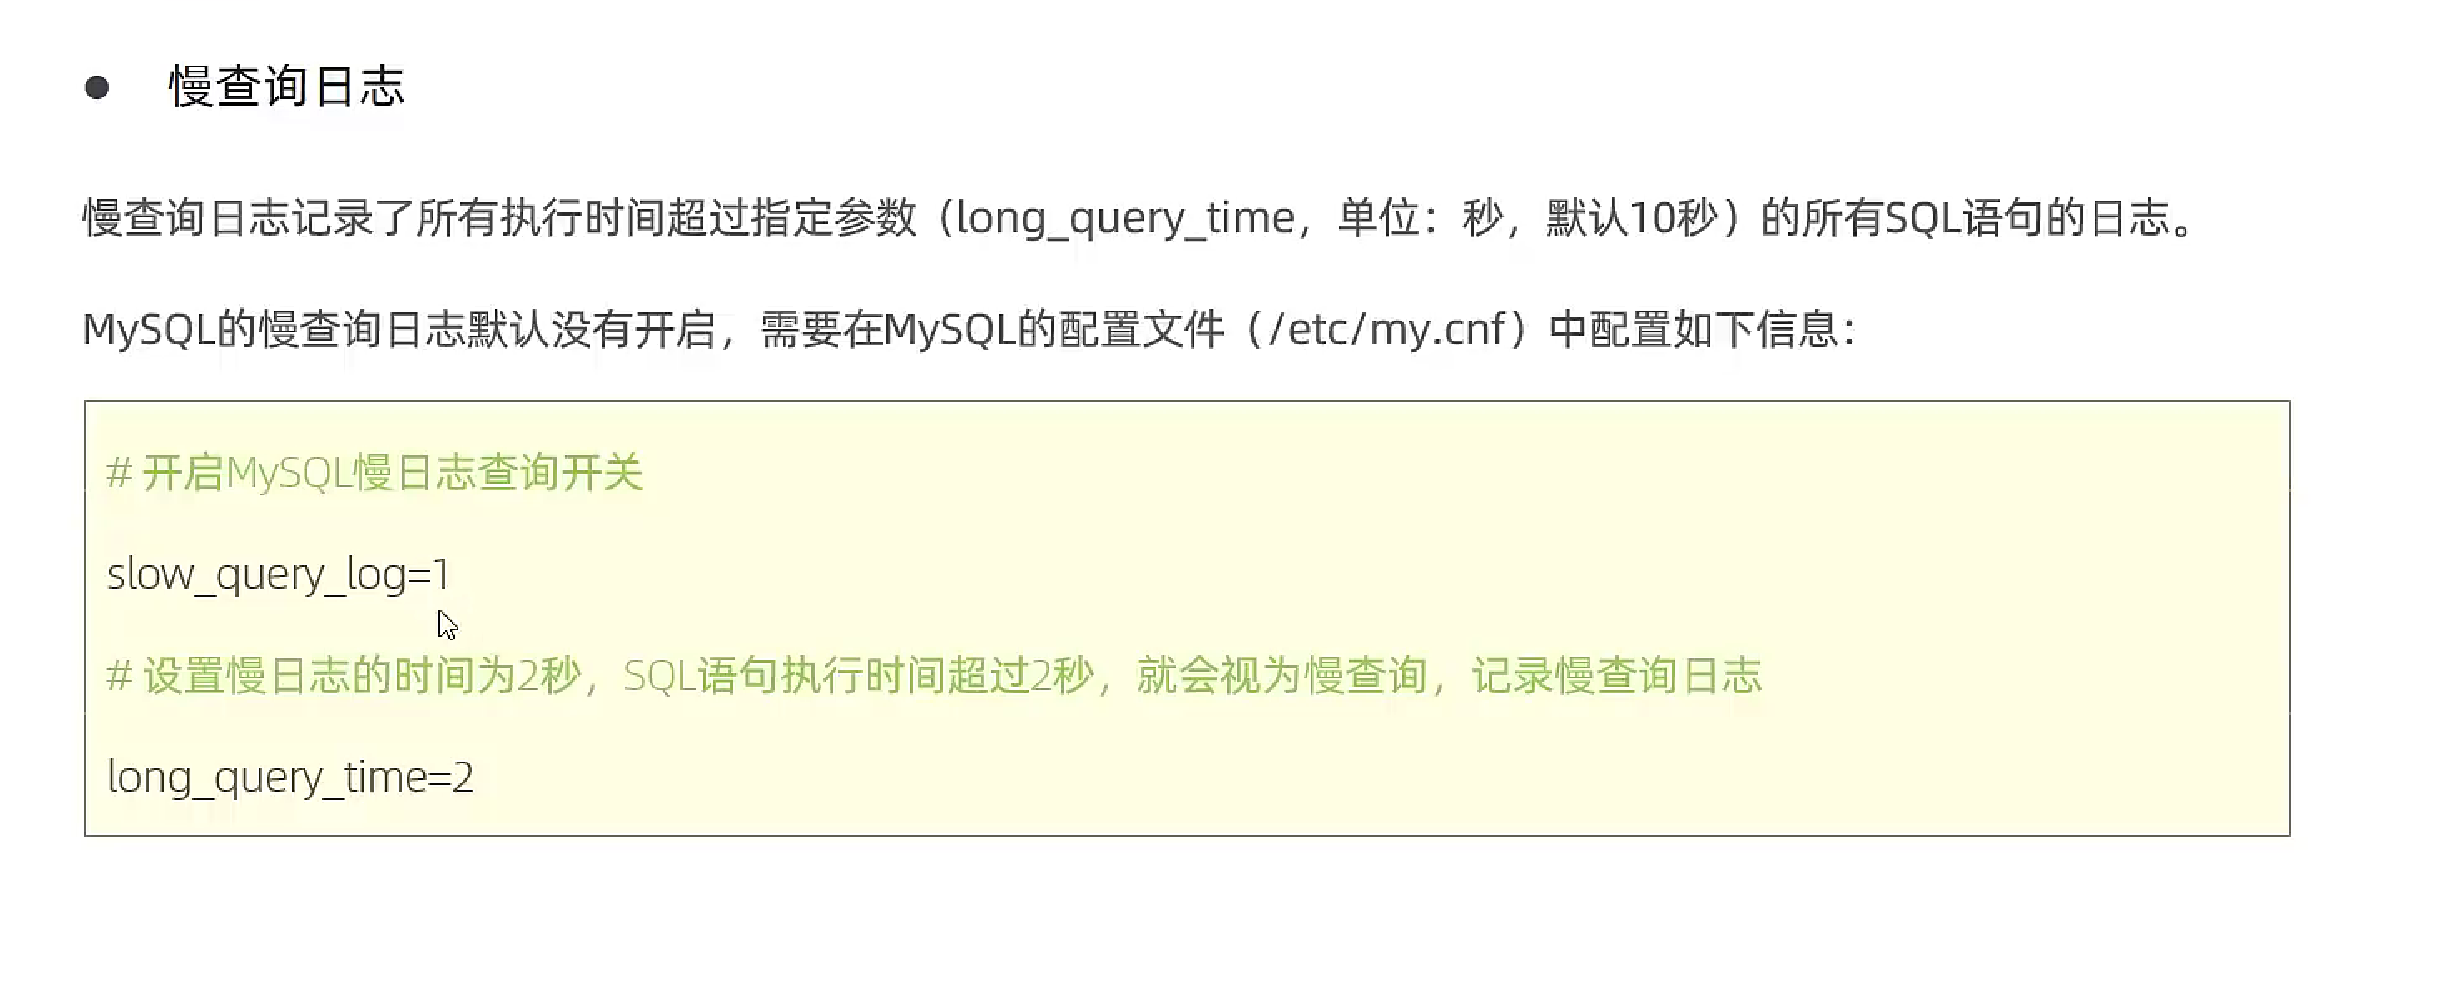 ● 慢查询日志
慢查询日志记录了所有执行时间超过指定参数（long_query_time，单位：秒，默认10秒）的所有SQL语句的日志。
MySQL的慢查询日志默认没有开启，需要在MySQL的配置文件（/etc/my.cnf）中配置如下信息：
# 开启MySQL慢日志查询开关
slow_query_log=1
# 设置慢日志的时间为2秒，SQL语句执行时间超过2秒，就会视为慢查询，记录慢查询日志
long_query_time=2